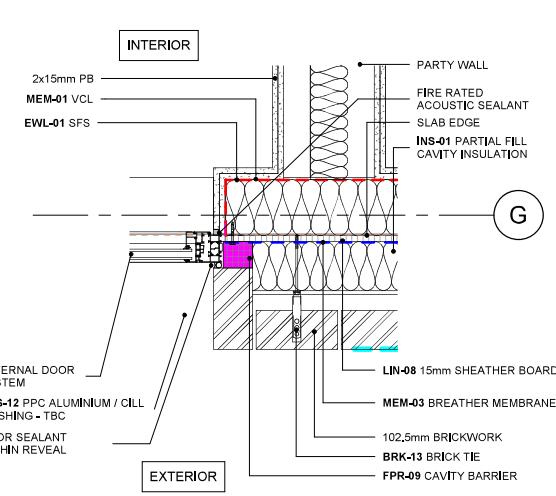 INTERIOR
2x15mm PB
MEM-01 VCL
EWL-01 SFS
PARTY WALL
FIRE RATED
ACOUSTIC SEALANT
SLAB EDGE
INS-01 PARTIAL FILL
CAVITY INSULATION
G
ERNAL DOOR
STEM
S-12 PPC ALUMINIUM / CILL
SHING - TBC
OR SEALANT
THIN REVEAL
EXTERIOR
LIN-08 15mm SHEATHER BOARD
MEM-03 BREATHER MEMBRANE
102.5mm BRICKWORK
BRK-13 BRICK TIE
FPR-09 CAVITY BARRIER